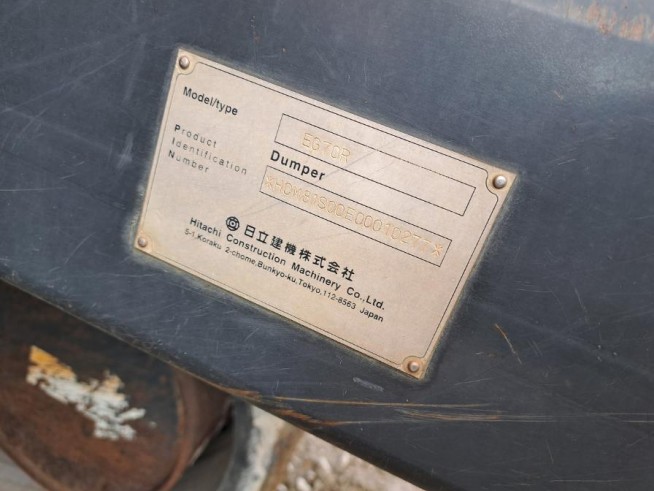 Model/type
EG70R
Dumper
Product
Identification
Number
日立建機株式会社
Hitachi Construction Machinery Co.,Ltd.
5-1,Koraku 2-chome,Bunkyo-ku,Tokyo,112-8563 Japan